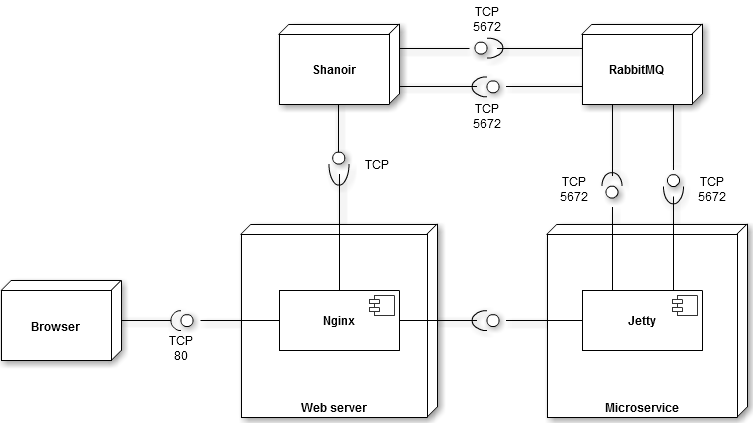 TCP
5672
Shanoir
RabbitMQ
TCP
5672
TCP
TCP
5672
TCP
5672
Browser
Nginx
Jetty
TCP
80
Web server
Microservice